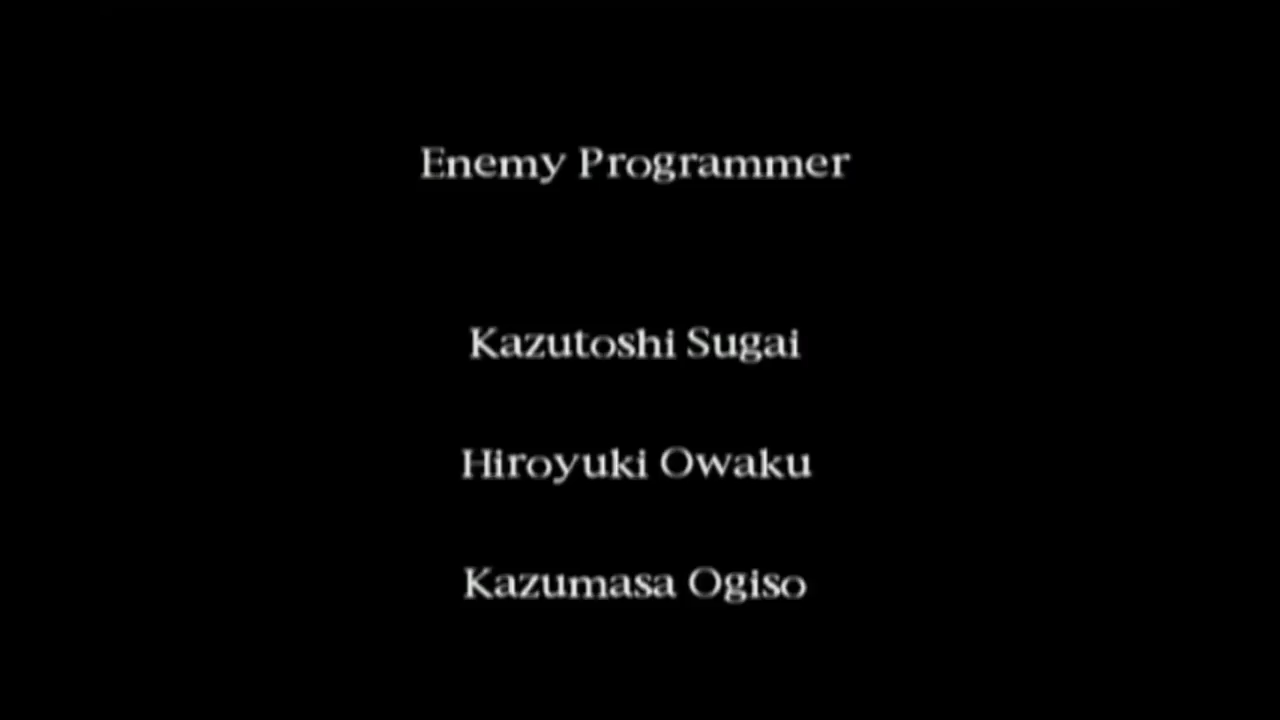 Enemy Programmer
Kazutoshi Sugai
Hiroyuki Owaku
Kazumasa Ogiso